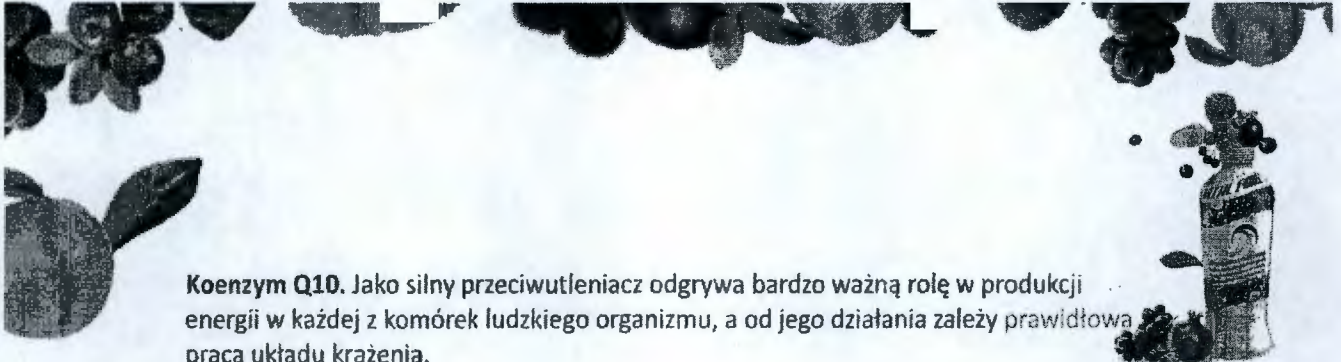 Koenzym Q10. Jako silny przeciwutleniacz odgrywa bardzo ważną rolę w produkcji
energii w każdej z komórek ludzkiego organizmu, a od jego działania zależy prawidłowa
praca układu krążenia.